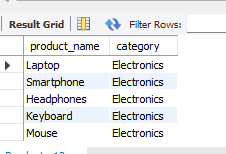 Result Grid Filter Rows:
product_name category
Laptop Electronics
Smartphone Electronics
Headphones Electronics
Keyboard Electronics
Mouse Electronics